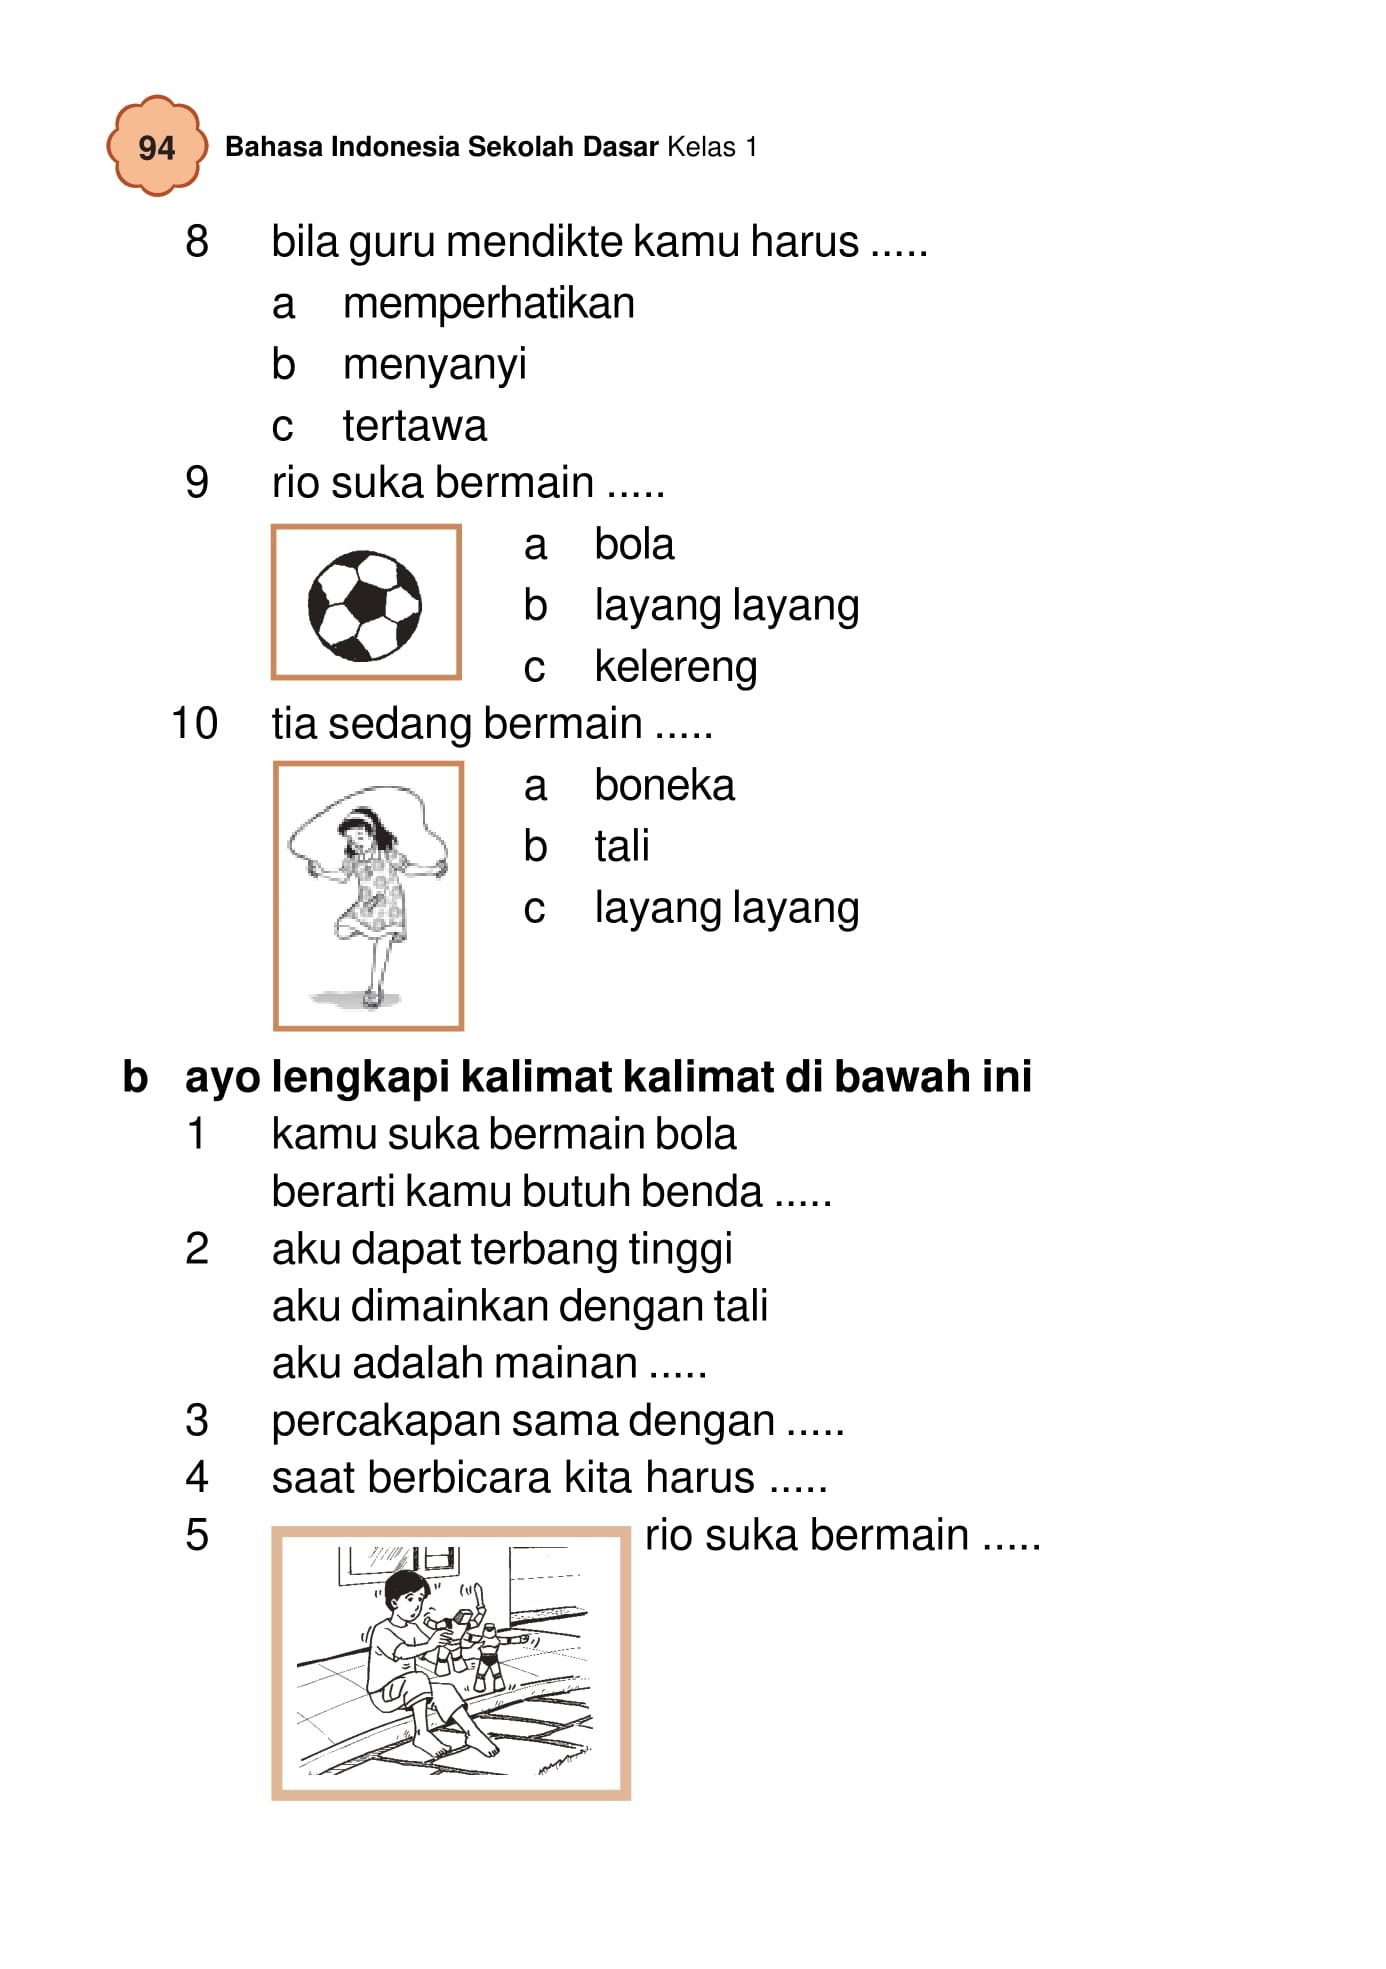 94 Bahasa Indonesia Sekolah Dasar Kelas 1
8 bila guru mendikte kamu harus .....
a memperhatikan
b menyanyi
c tertawa
9 rio suka bermain .....
a bola
b layang layang
c kelereng
10 tia sedang bermain .....
a boneka
b tali
c layang layang
b ayo lengkapi kalimat kalimat di bawah ini
1 kamu suka bermain bola
berarti kamu butuh benda .....
2 aku dapat terbang tinggi
aku dimainkan dengan tali
aku adalah mainan .....
3 percakapan sama dengan .....
4 saat berbicara kita harus .....
5 rio suka bermain .....